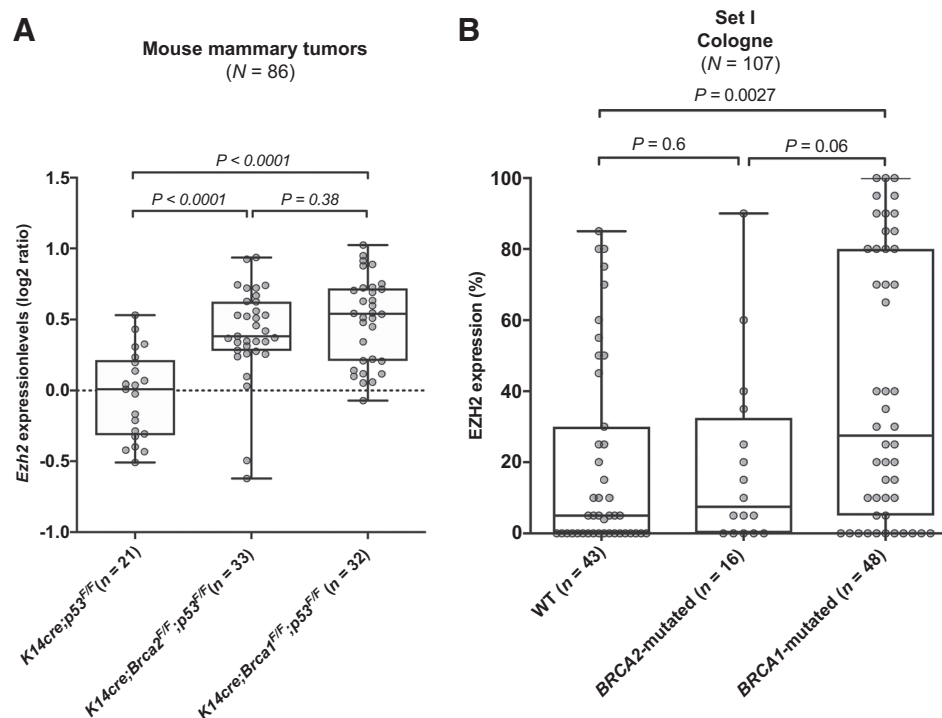 A
Mouse mammary tumors
(N = 86)
P < 0.0001
P < 0.0001
P = 0.38
Ezh2 expressionlevels (log2 ratio)
1.5
1.0
0.5
0.0
-0.5
-1.0
K14cre;p53F/F(n = 21)
K14cre;Brca2F/F;p53F/F(n = 33)
K14cre;Brca1F/F;p53F/F (n = 32)
B
Set I
Cologne
(N = 107)
P = 0.0027
P = 0.6
P = 0.06
EZH2 expression (%)
100
80
60
40
20
0
WT (n = 43)
BRCA2-mutated (n = 16)
BRCA1-mutated (n = 48)